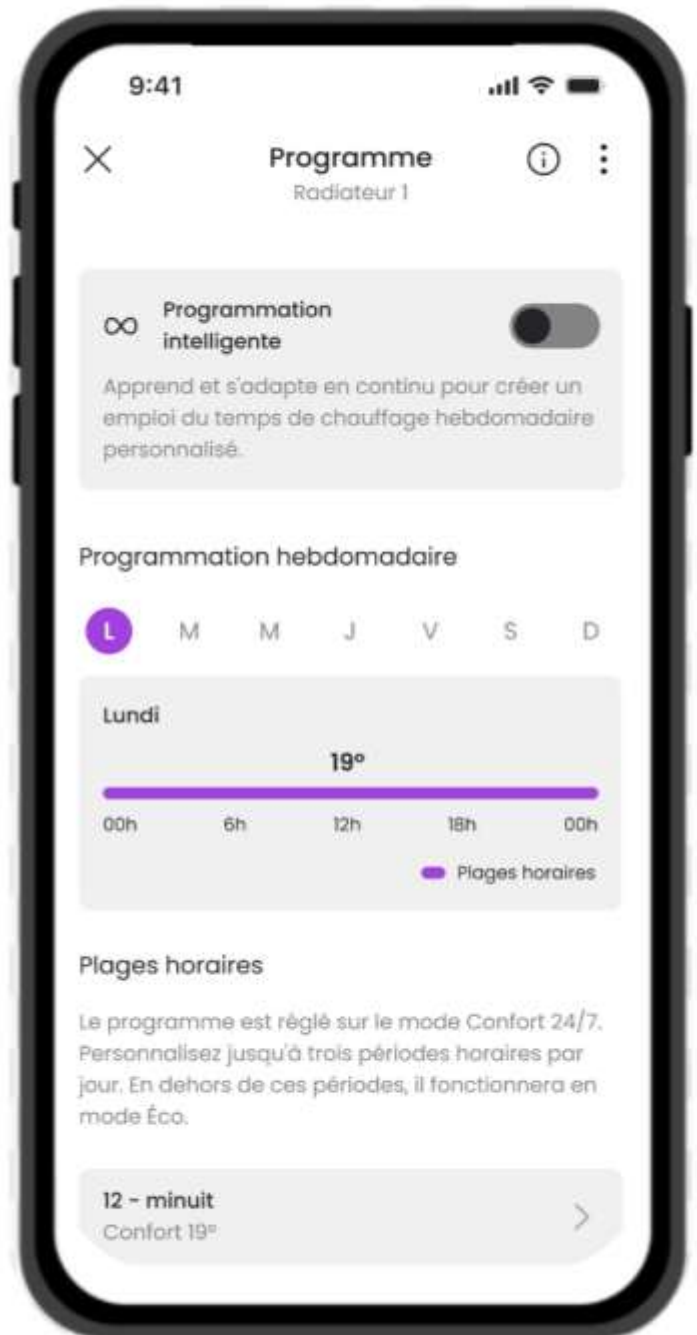 9:41
Programme
Radiateur 1
Programmation
intelligente
Apprend et s'adapte en continu pour créer un
emploi du temps de chauffage hebdomadaire
personnalisé.
Programmation hebdomadaire
L M M J V S D
Lundi
19°
00h 6h 12h 18h 00h
Plages horaires
Plages horaires
Le programme est réglé sur le mode Confort 24/7.
Personnalisez jusqu'à trois périodes horaires par
jour. En dehors de ces périodes, il fonctionnera en
mode Éco.
12 - minuit
Confort 19°